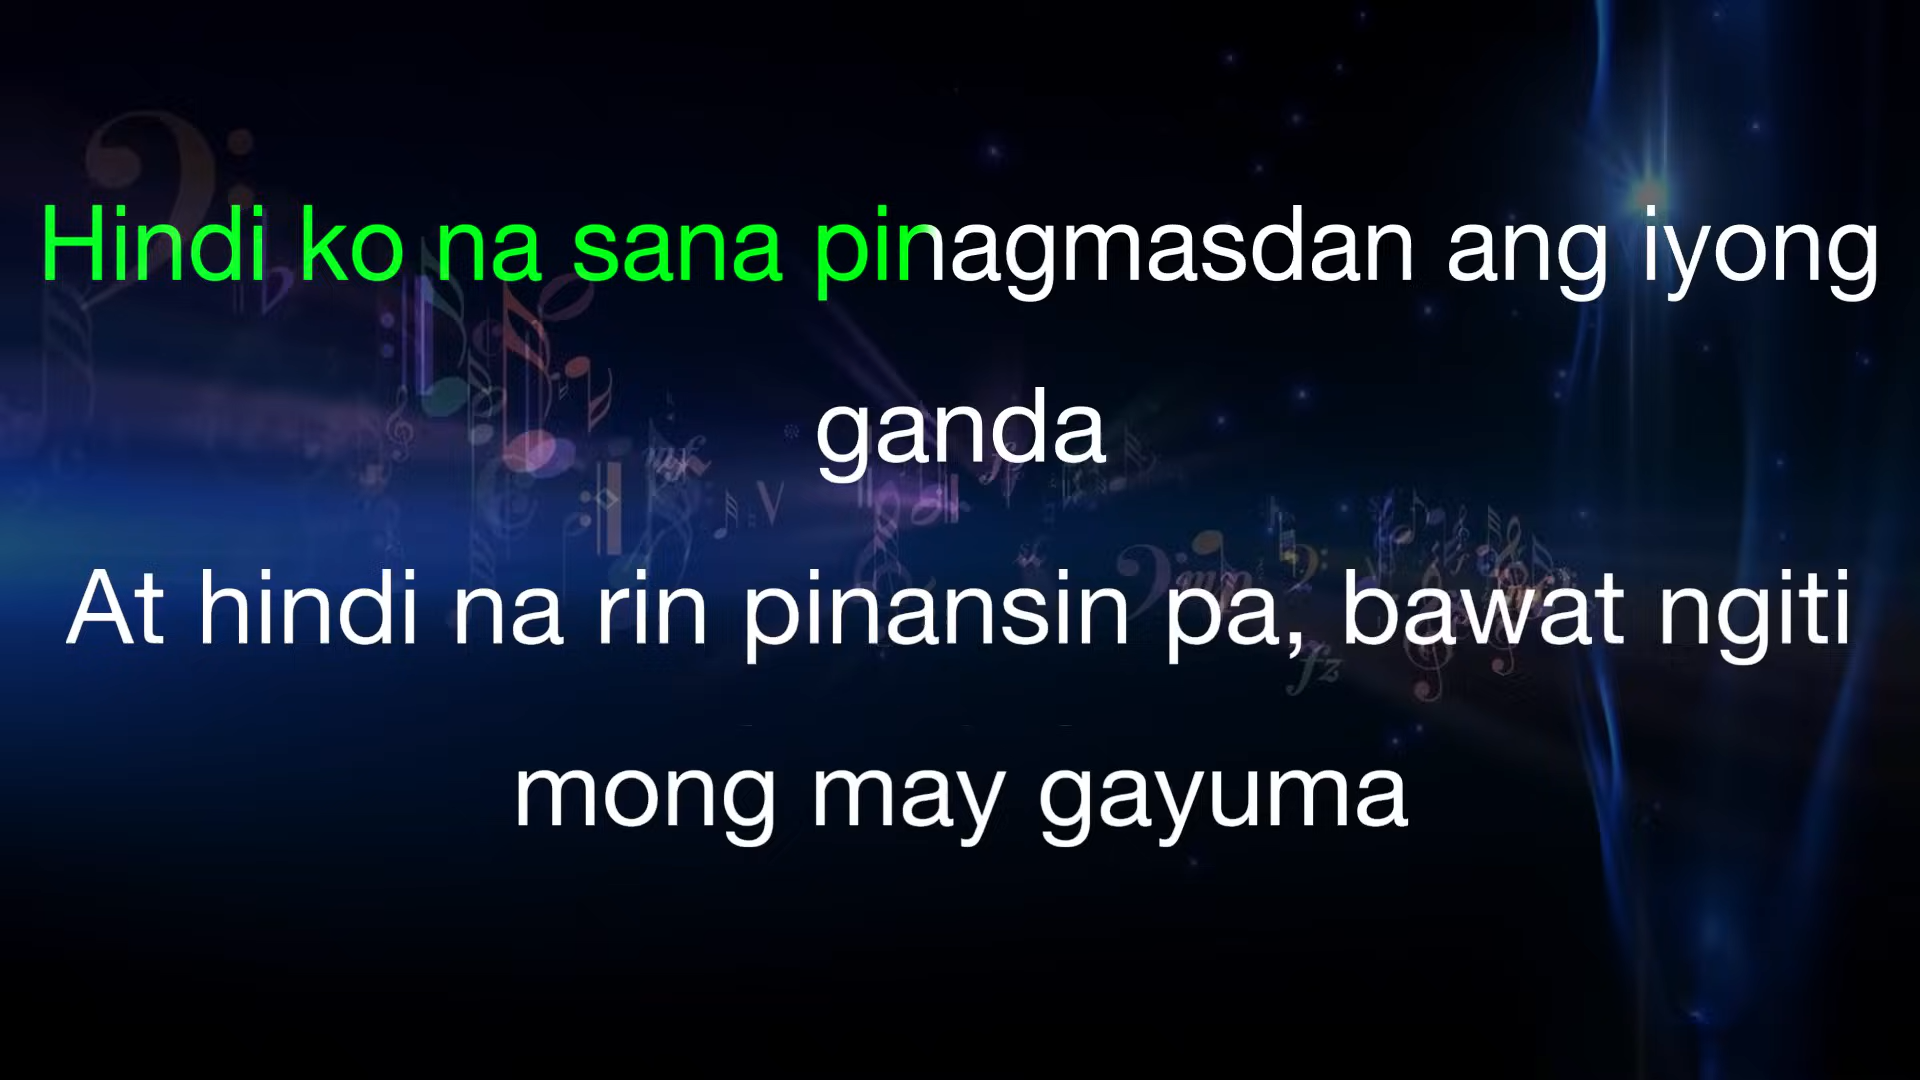 Hindi ko na sana pinagmasdan ang iyong
ganda
At hindi na rin pinansin pa, bawat ngiti
mong may gayuma